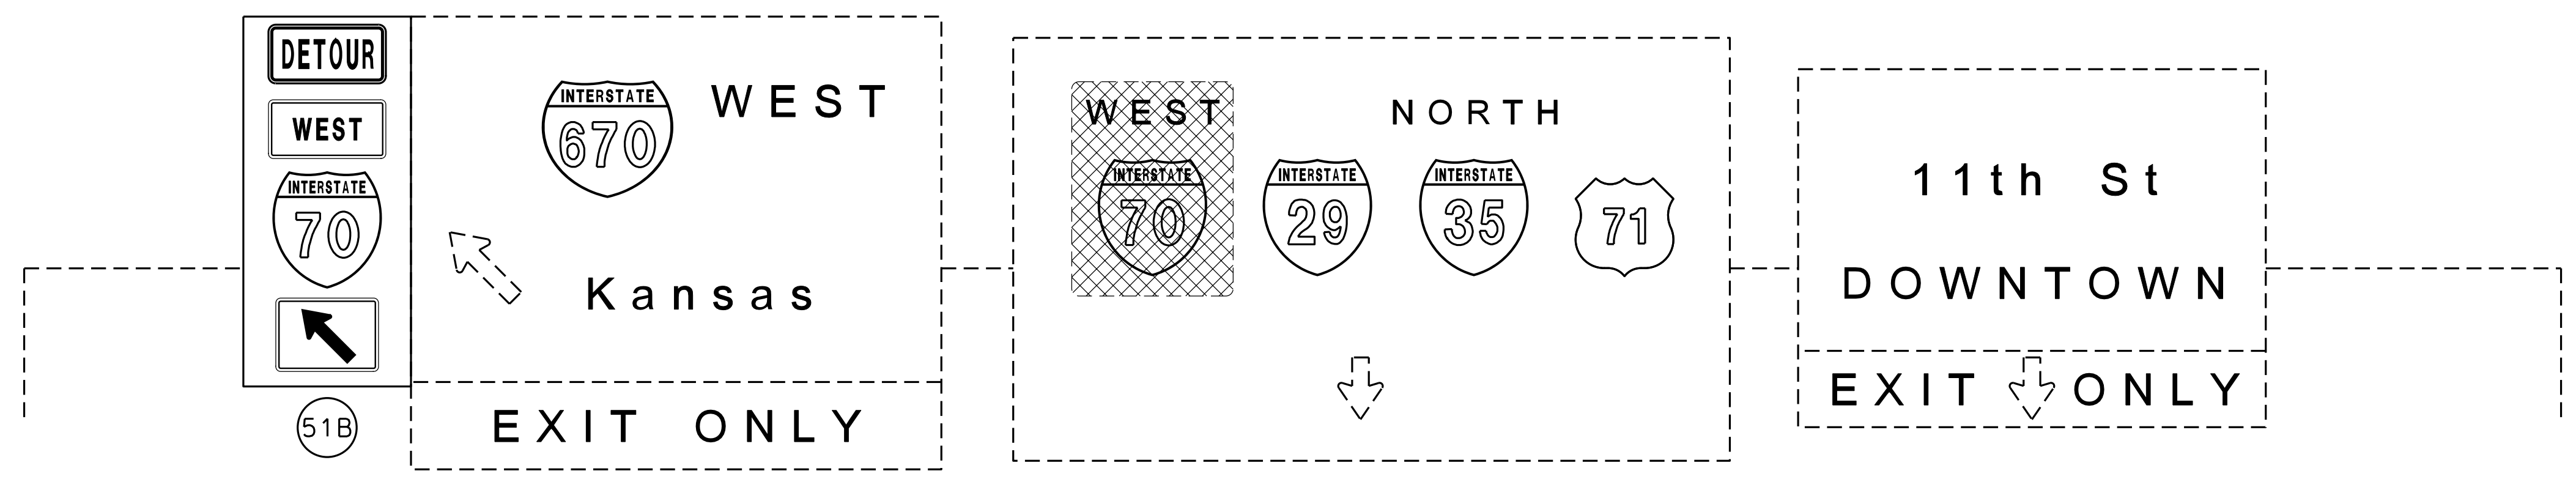 DETOUR
WEST
INTERSTATE
70
51B
INTERSTATE
670
WEST
Kansas
EXIT ONLY
WEST
NORTH
INTERSTATE
70
INTERSTATE
29
INTERSTATE
35
71
11th St
DOWNTOWN
EXIT ONLY